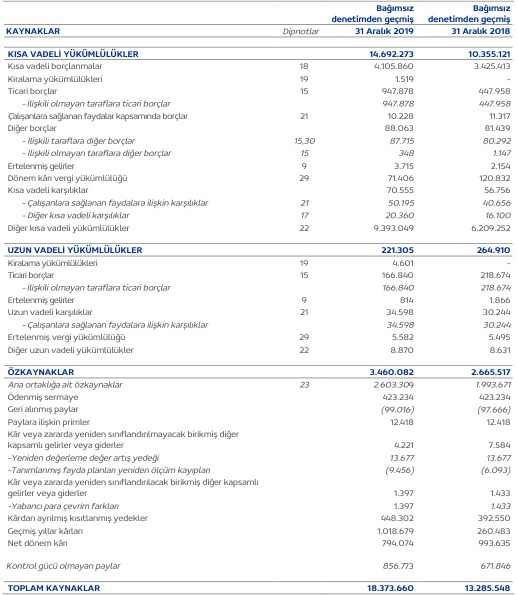 Bağımsız Bağımsız
denetimden geçmiş denetimden geçmiş
KAYNAKLAR Dipnotlar 31 Aralık 2019 31 Aralık 2018
KISA VADELİ YÜKÜMLÜLÜKLER 14.692.273 10.355.121
Kısa vadeli borçlanmalar 18 4.105.860 3.425.413
Kiralama yükümlülükleri 19 1.519 -
Ticari borçlar 15 947.878 447.958
- İlişkili olmayan taraflara ticari borçlar 947.878 447.958
Çalışanlara sağlanan faydalar kapsamında borçlar 21 10.228 11.317
Diğer borçlar 88.063 81.439
- İlişkili taraflara diğer borçlar 15,30 87.715 80.292
- İlişkili olmayan taraflara diğer borçlar 15 348 1.147
Ertelenmiş gelirler 9 3.715 2.154
Dönem kârı vergi yükümlülüğü 29 71.406 120.832
Kısa vadeli karşılıklar 70.555 56.756
- Çalışanlara sağlanan faydalara ilişkin karşılıklar 21 50.195 40.656
- Diğer kısa vadeli karşılıklar 17 20.360 16.100
Diğer kısa vadeli yükümlülükler 22 9.393.049 6.209.252
UZUN VADELİ YÜKÜMLÜLÜKLER 221.305 264.910
Kiralama yükümlülükleri 19 4.601 -
Ticari borçlar 15 166.840 218.674
- İlişkili olmayan taraflara ticari borçlar 166.840 218.674
Ertelenmiş gelirler 9 814 1.866
Uzun vadeli karşılıklar 21 34.598 30.244
- Çalışanlara sağlanan faydalara ilişkin karşılıklar 34.598 30.244
Ertelenmiş vergi yükümlülüğü 29 5.582 5.495
Diğer uzun vadeli yükümlülükler 22 8.870 8.631
ÖZKAYNAKLAR 3.460.082 2.665.517
Ana ortaklığa ait özkaynaklar 23 2.603.309 1.993.671
Ödenmiş sermaye 423.234 423.234
Geri alınmış paylar (99.016) (97.666)
Paylara ilişkin primler 12.418 12.418
Kâr veya zararda yeniden sınıflandırılmayacak birikmiş diğer
kapsamlı gelirler veya giderler 4.221 7.584
-Yeniden değerleme değer artış yedeği 13.677 13.677
-Tanımlanmış fayda planları yeniden ölçüm kayıpları (9.456) (6.093)
Kâr veya zararda yeniden sınıflandırılacak birikmiş diğer kapsamlı
gelirler veya giderler 1.397 1.433
-Yabancı para çevrim farkları 1.397 1.433
Kârdan ayrılmış kısıtlanmış yedekler 448.302 392.550
Geçmiş yıllar kârları 1.018.679 260.483
Net dönem kârı 794.074 993.635
Kontrol gücü olmayan paylar 856.773 671.846
TOPLAM KAYNAKLAR 18.373.660 13.285.548